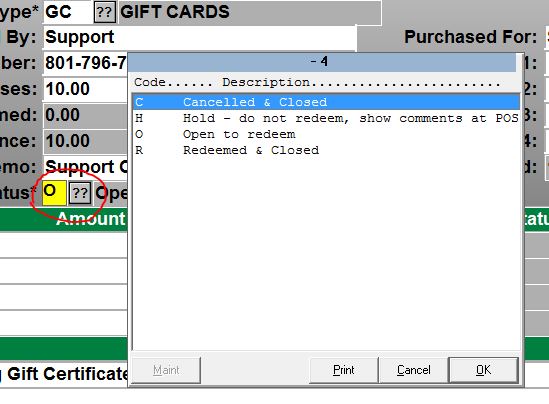 ype* GC ?? GIFT CARDS
By: Support Purchased For:
ber: 801-796-7 1:
ses: 10.00 2:
med: 0.00 3:
nce: 10.00 4:
emo: Support C d:
atus* O ?? Ope
- 4
Code...... Description.......................
C Cancelled & Closed
H Hold - do not redeem, show comments at POS
O Open to redeem
R Redeemed & Closed
Maint Print Cancel OK
Amount tatu
g Gift Certificate